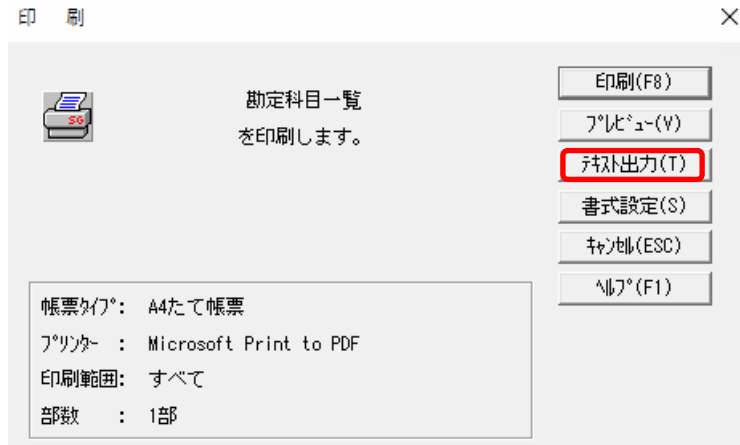 印 刷
勘定科目一覧
を印刷します。
SG
印刷(F8)
ﾌﾟﾚﾋﾞｭｰ(V)
ﾃｷｽﾄ出力(T)
書式設定(S)
ｷｬﾝｾﾙ(ESC)
ﾍﾙﾌﾟ(F1)
帳票ﾀｲﾌﾟ: A4たて帳票
ﾌﾟﾘﾝﾀｰ : Microsoft Print to PDF
印刷範囲: すべて
部数 : 1部